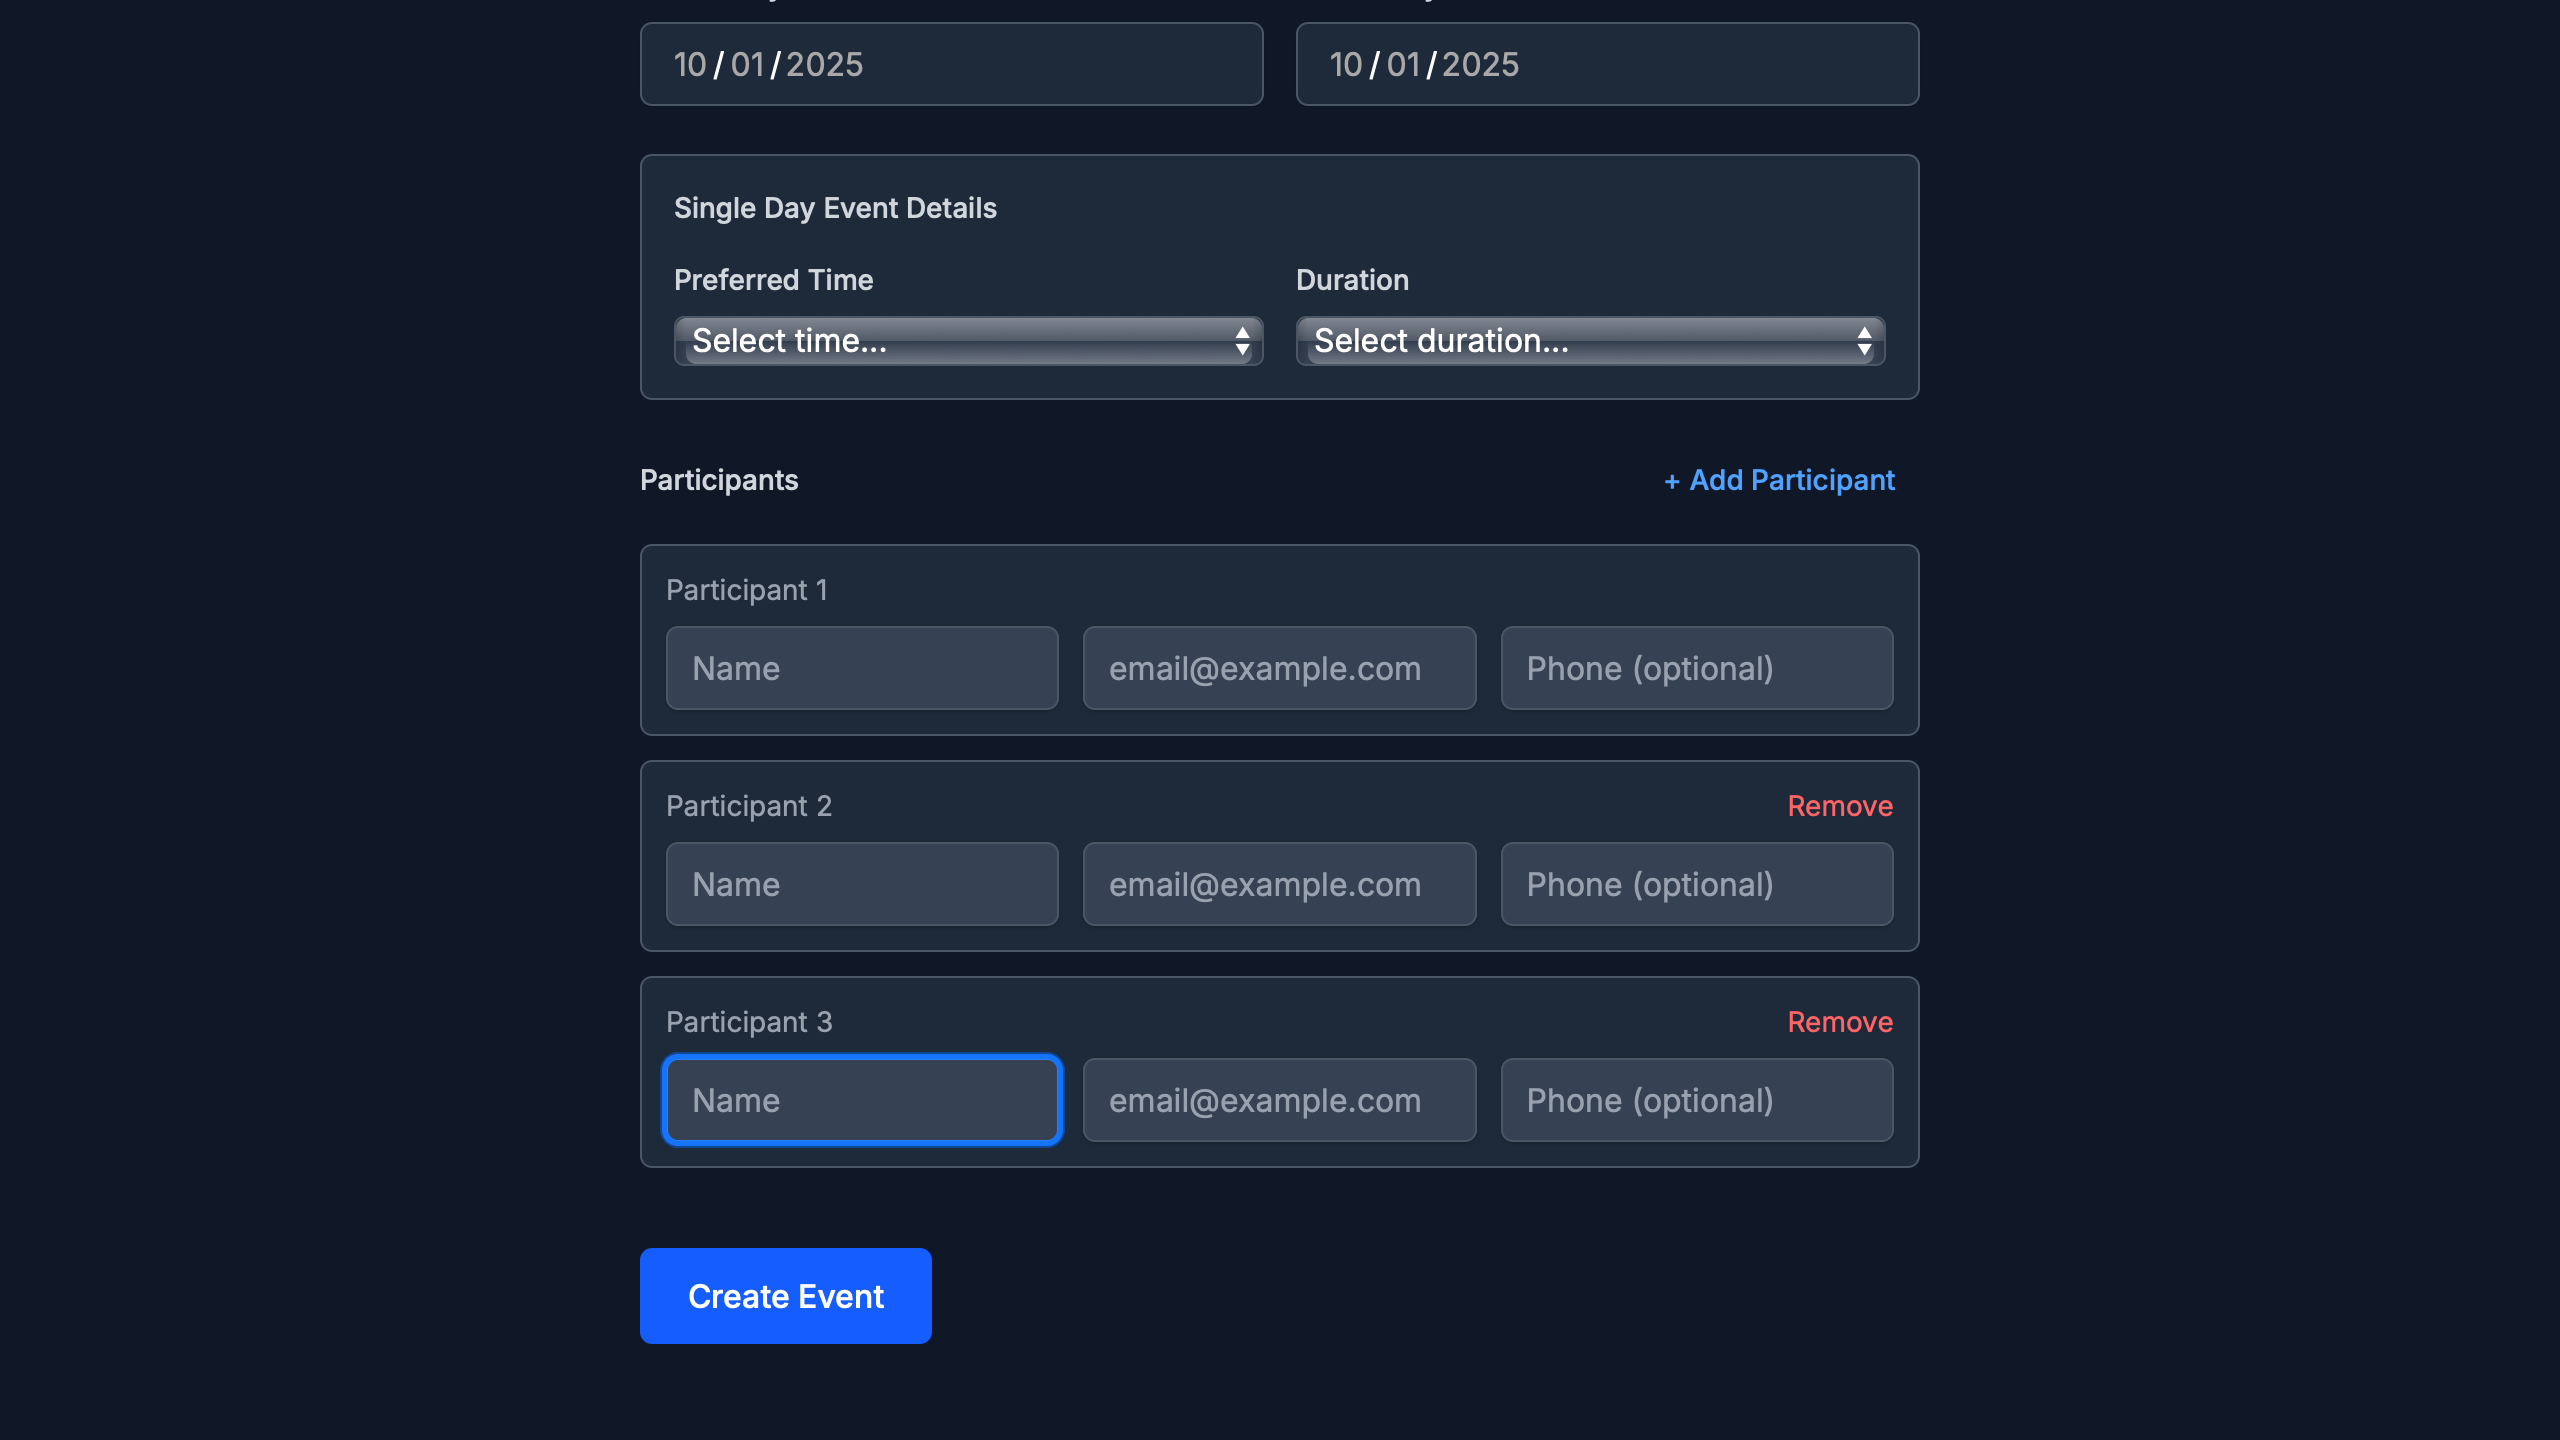 10/01/2025 10/01/2025
Single Day Event Details
Preferred Time Duration
Select time... Select duration...
Participants + Add Participant
Participant 1
Name email@example.com Phone (optional)
Participant 2 Remove
Name email@example.com Phone (optional)
Participant 3 Remove
Name email@example.com Phone (optional)
Create Event